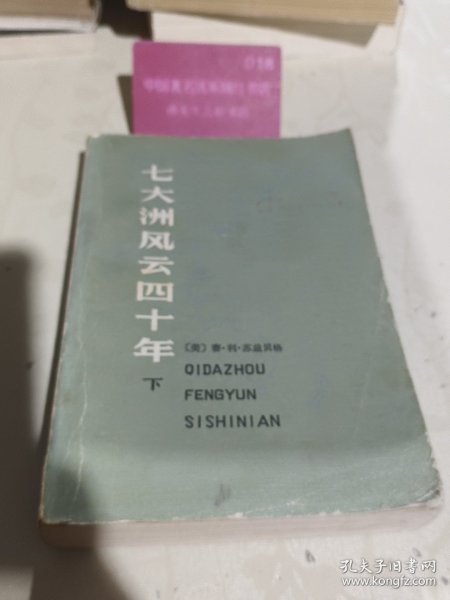 018
七大洲风云四十年
下
〔美〕赛·利·苏兹贝格
QIDAZHOU
FENGYUN
SISHINIAN
孔夫子旧书网
www.kongfz.com